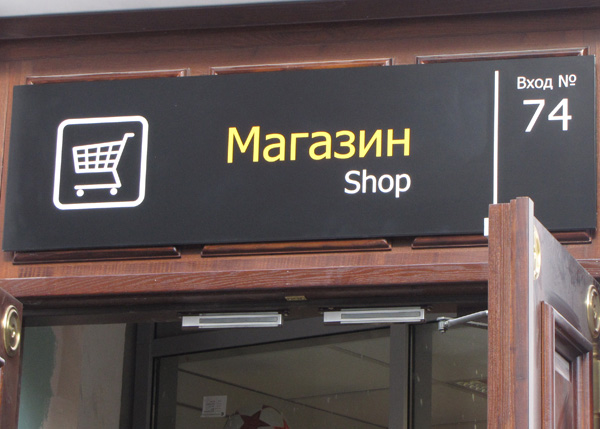 Магазин
Shop
Вход №
74